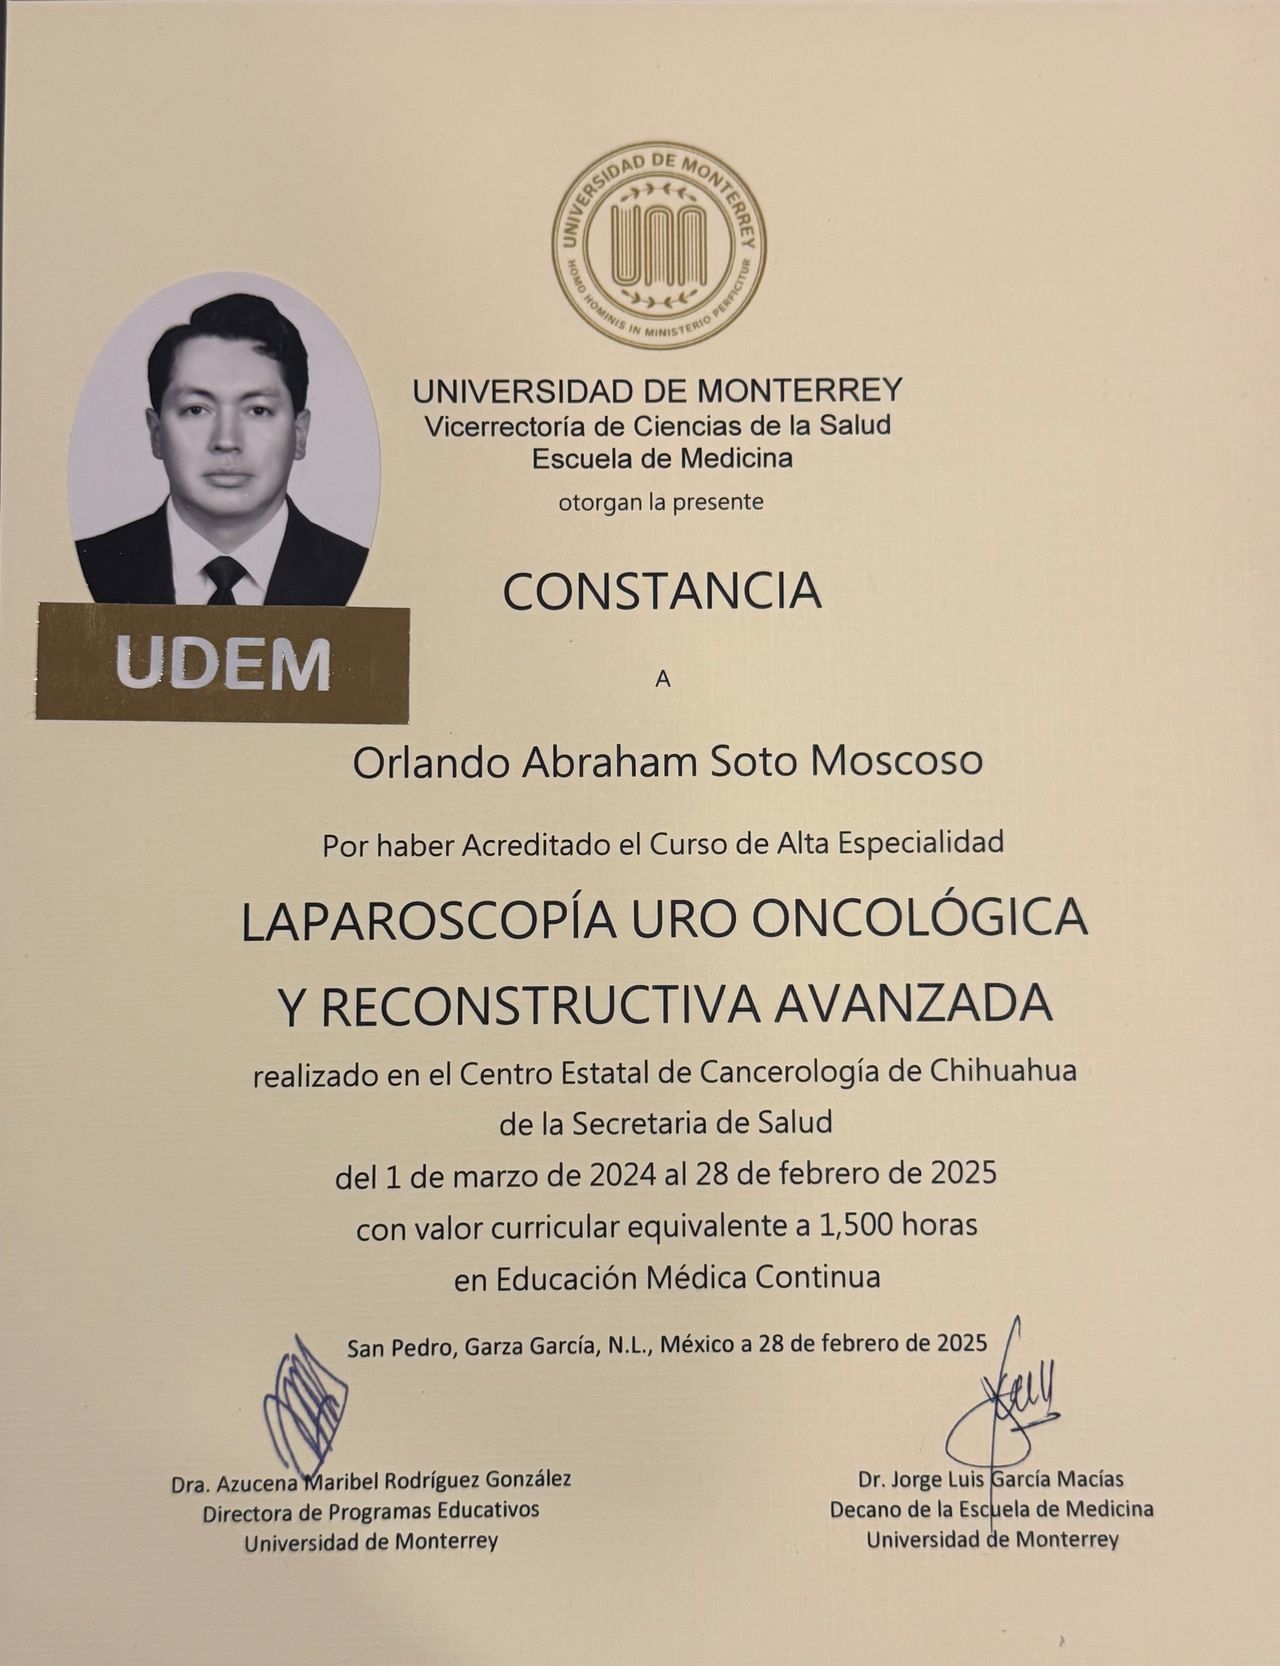 UNIVERSIDAD DE MONTERREY
HOMO HOMINIS IN MINISTERIO PERFICITUR
UNIVERSIDAD DE MONTERREY
Vicerrectoría de Ciencias de la Salud
Escuela de Medicina
otorgan la presente
CONSTANCIA
UDEM
A
Orlando Abraham Soto Moscoso
Por haber Acreditado el Curso de Alta Especialidad
LAPAROSCOPÍA URO ONCOLÓGICA
Y RECONSTRUCTIVA AVANZADA
realizado en el Centro Estatal de Cancerología de Chihuahua
de la Secretaria de Salud
del 1 de marzo de 2024 al 28 de febrero de 2025
con valor curricular equivalente a 1,500 horas
en Educación Médica Continua
San Pedro, Garza García, N.L., México a 28 de febrero de 2025
Dra. Azucena Maribel Rodríguez González
Directora de Programas Educativos
Universidad de Monterrey
Dr. Jorge Luis García Macías
Decano de la Escuela de Medicina
Universidad de Monterrey